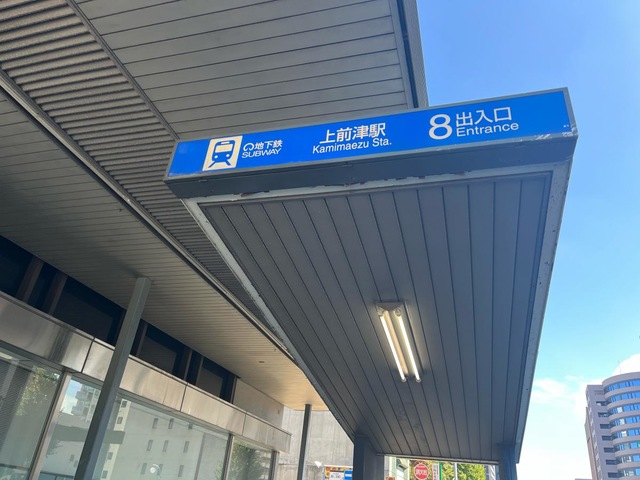 地下鉄
SUBWAY
上前津駅
Kamimaezu Sta.
8 出入口
Entrance